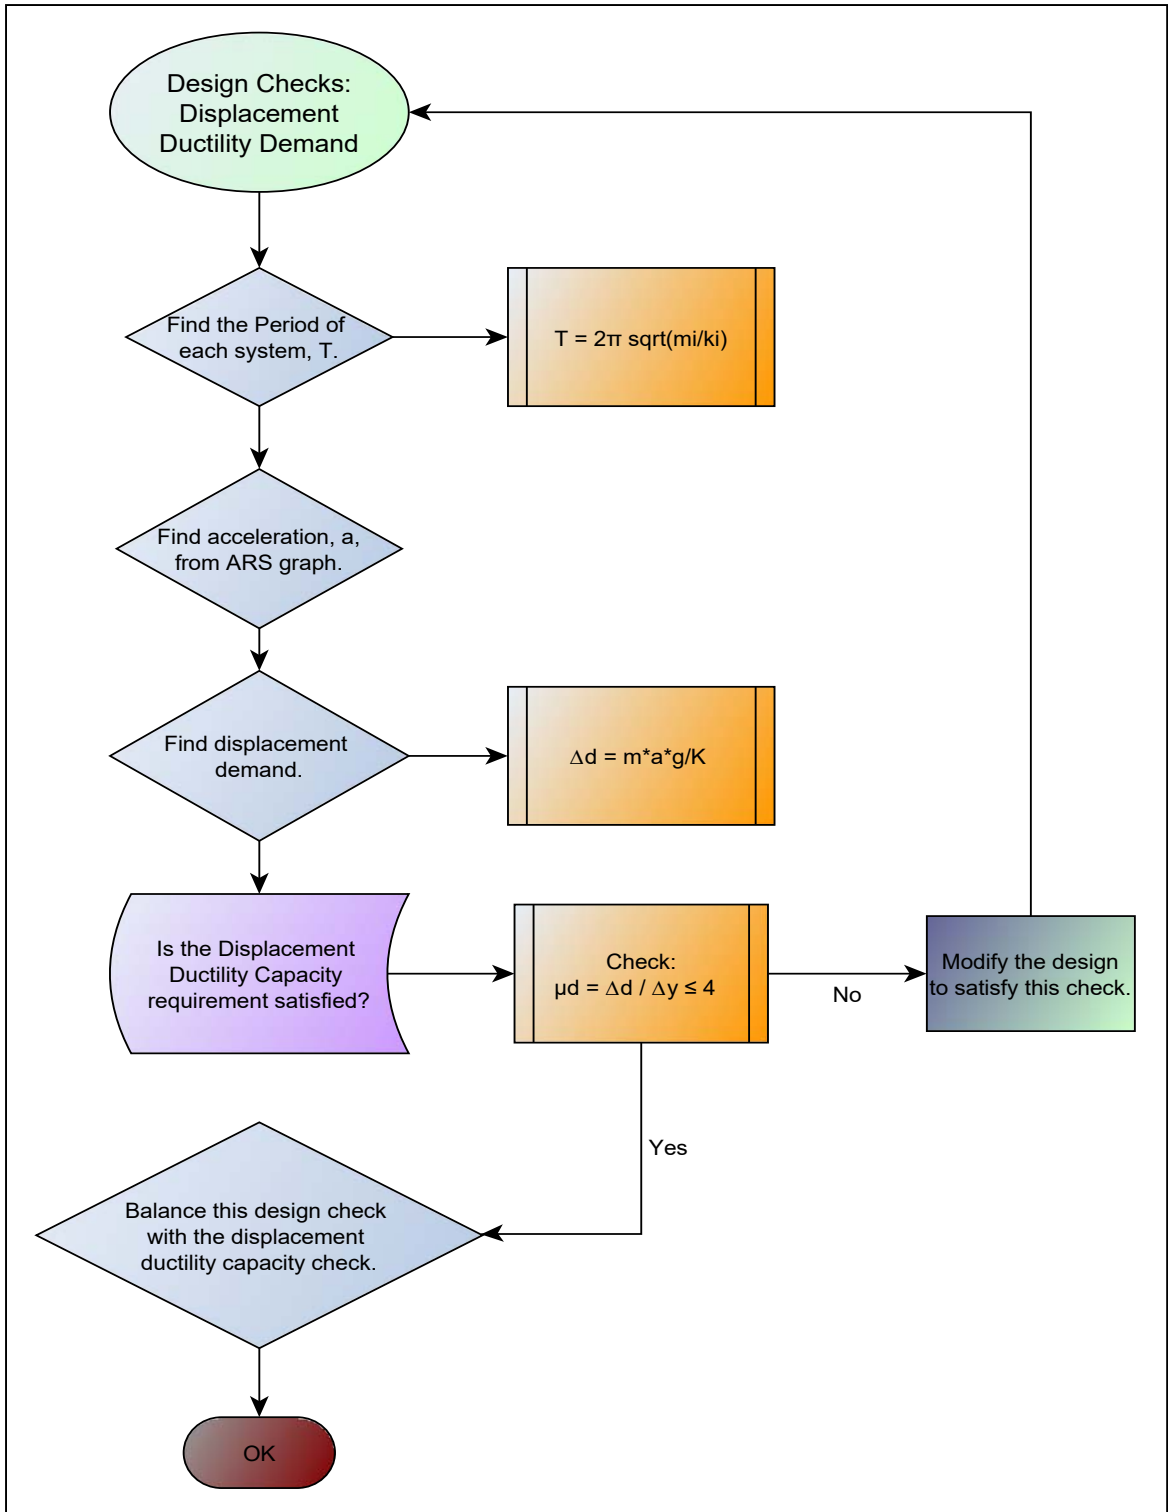 Design Checks:
Displacement
Ductility Demand
Find the Period of
each system, T.
T = 2π sqrt(mi/ki)
Find acceleration, a,
from ARS graph.
Find displacement
demand.
Δd = m*a*g/K
Is the Displacement
Ductility Capacity
requirement satisfied?
Check:
μd = Δd / Δy ≤ 4
No
Modify the design
to satisfy this check.
Yes
Balance this design check
with the displacement
ductility capacity check.
OK